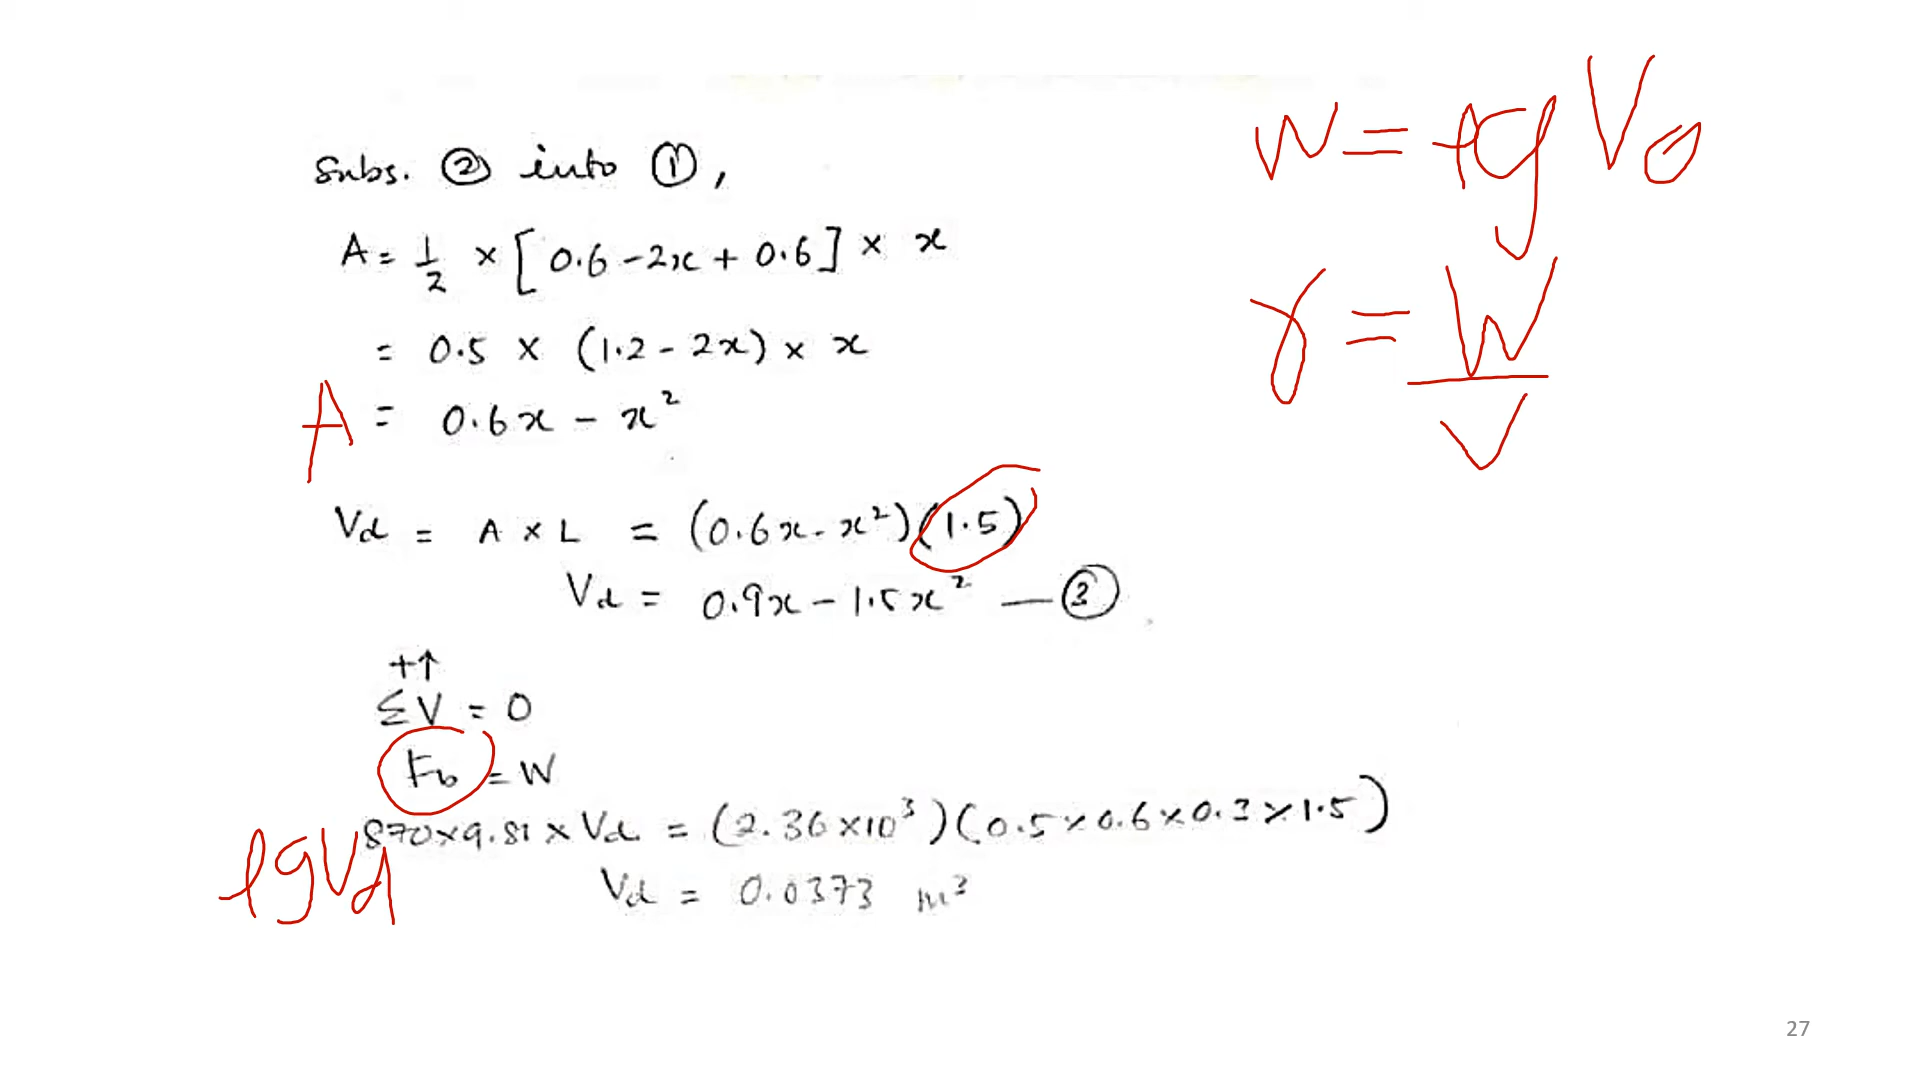 Subs. ② into ①,
A = 1/2 × [0.6 - 2x + 0.6] × x
= 0.5 × (1.2 - 2x) × x
A = 0.6x - x²
Vd = A × L = (0.6x - x²)(1.5)
Vd = 0.9x - 1.5x² — ③
+↑
ΣV = 0
Fb = W
ρgVd
870×9.81 × Vd = (2.36×10³)(0.5×0.6×0.3×1.5)
Vd = 0.0373 m³
W = ρgVo
γ = W/V
27